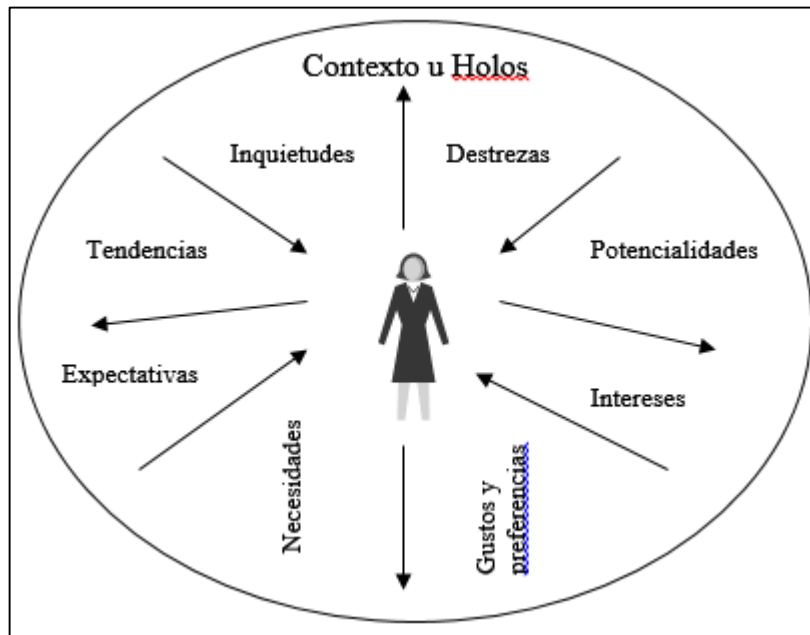 Contexto u Holos
Inquietudes
Destrezas
Tendencias
Potencialidades
Expectativas
Intereses
Necesidades
Gustos y
preferencias